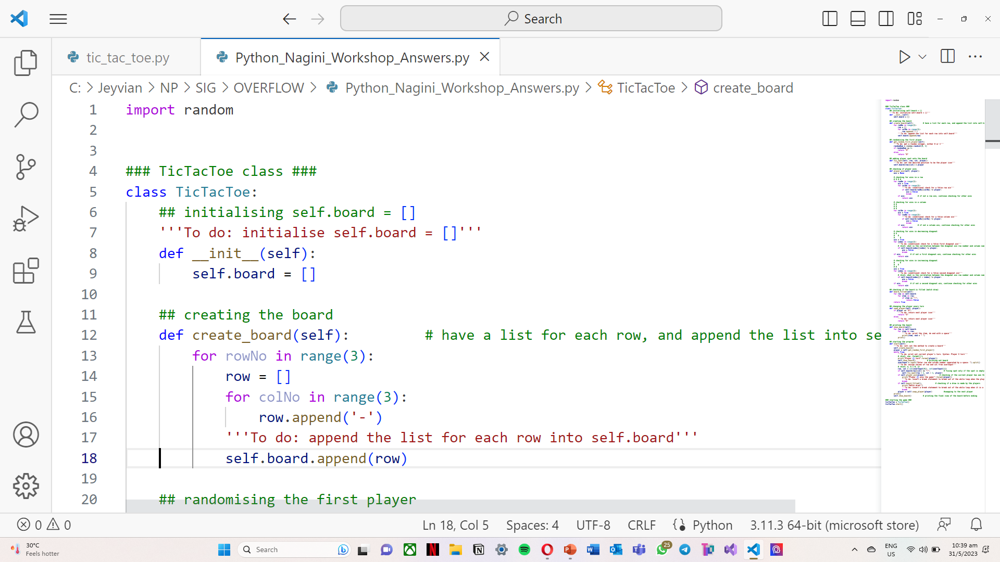 Search
tic_tac_toe.py
Python_Nagini_Workshop_Answers.py
C: > Jeyvian > NP > SIG > OVERFLOW > Python_Nagini_Workshop_Answers.py > TicTacToe > create_board
1 import random
2
3
4 ### TicTacToe class ###
5 class TicTacToe:
6 ## initialising self.board = []
7 '''To do: initialise self.board = []'''
8 def __init__(self):
9 self.board = []
10
11 ## creating the board
12 def create_board(self): # have a list for each row, and append the list into se
13 for rowNo in range(3):
14 row = []
15 for colNo in range(3):
16 row.append('-')
17 '''To do: append the list for each row into self.board'''
18 self.board.append(row)
19
20 ## randomising the first player
0 0
Ln 18, Col 5
Spaces: 4
UTF-8
CRLF
Python
3.11.3 64-bit (microsoft store)
30°C
Feels hotter
Search
25
ENG
US
10:39 am
31/5/2023